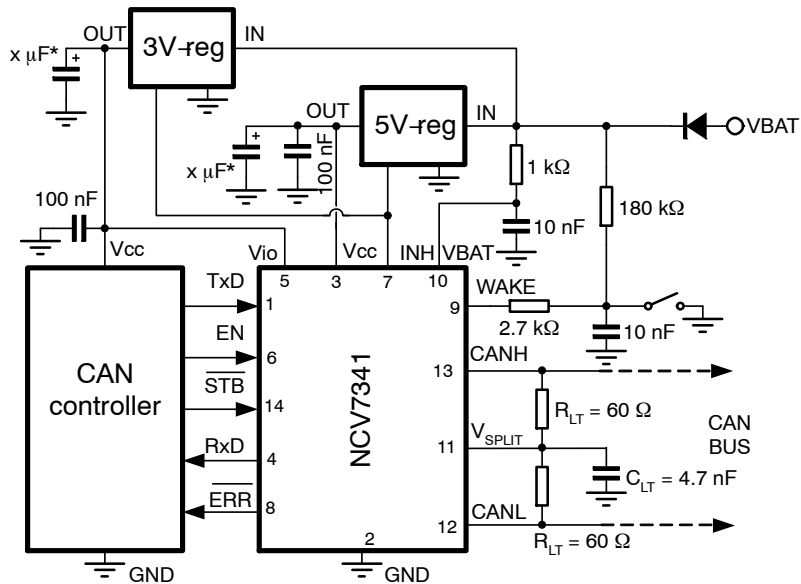 OUT
3V-reg
IN
x µF*
+
OUT
5V-reg
IN
VBAT
+
x µF*
100 nF
1 kΩ
10 nF
180 kΩ
100 nF
Vcc
Vio
Vcc
INH
VBAT
5
3
7
10
WAKE
9
2.7 kΩ
10 nF
TxD
1
EN
6
STB
14
RxD
4
ERR
8
CAN
controller
NCV7341
CANH
13
RLT = 60 Ω
CAN
BUS
VSPLIT
11
CLT = 4.7 nF
CANL
12
RLT = 60 Ω
2
GND
GND